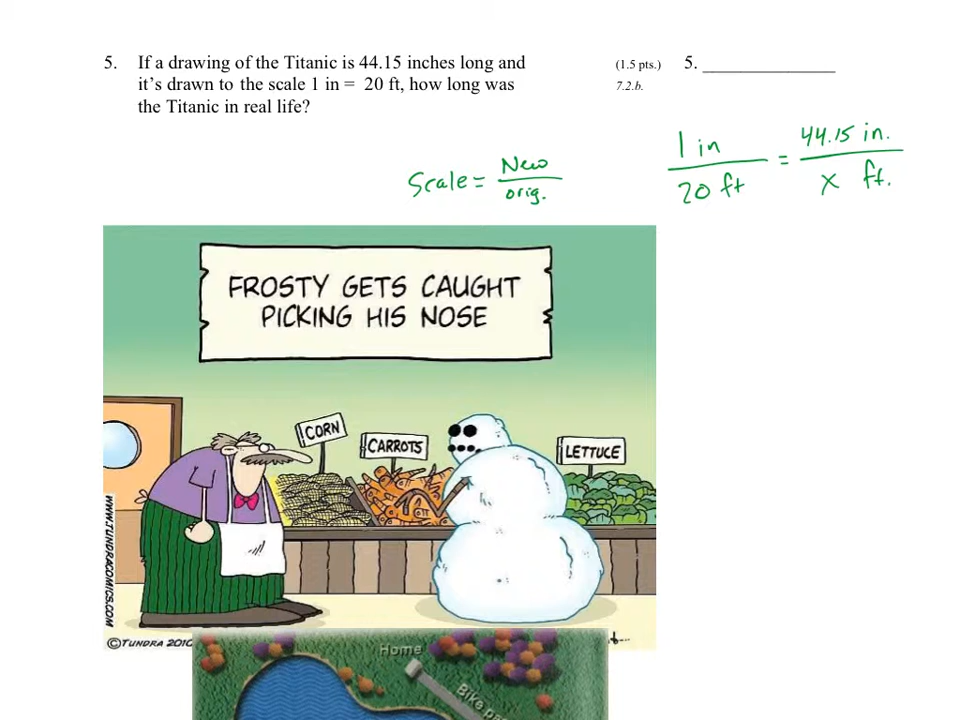 5. If a drawing of the Titanic is 44.15 inches long and
it's drawn to the scale 1 in = 20 ft, how long was
the Titanic in real life?
(1.5 pts.)
7.2.b.
5. _______________
Scale = New
orig.
1 in = 44.15 in.
20 ft x ft.
FROSTY GETS CAUGHT
PICKING HIS NOSE
CORN
CARROTS
LETTUCE
WWW.TUNDRACOMICS.COM
©TUNDRA 2010
Home
Bike